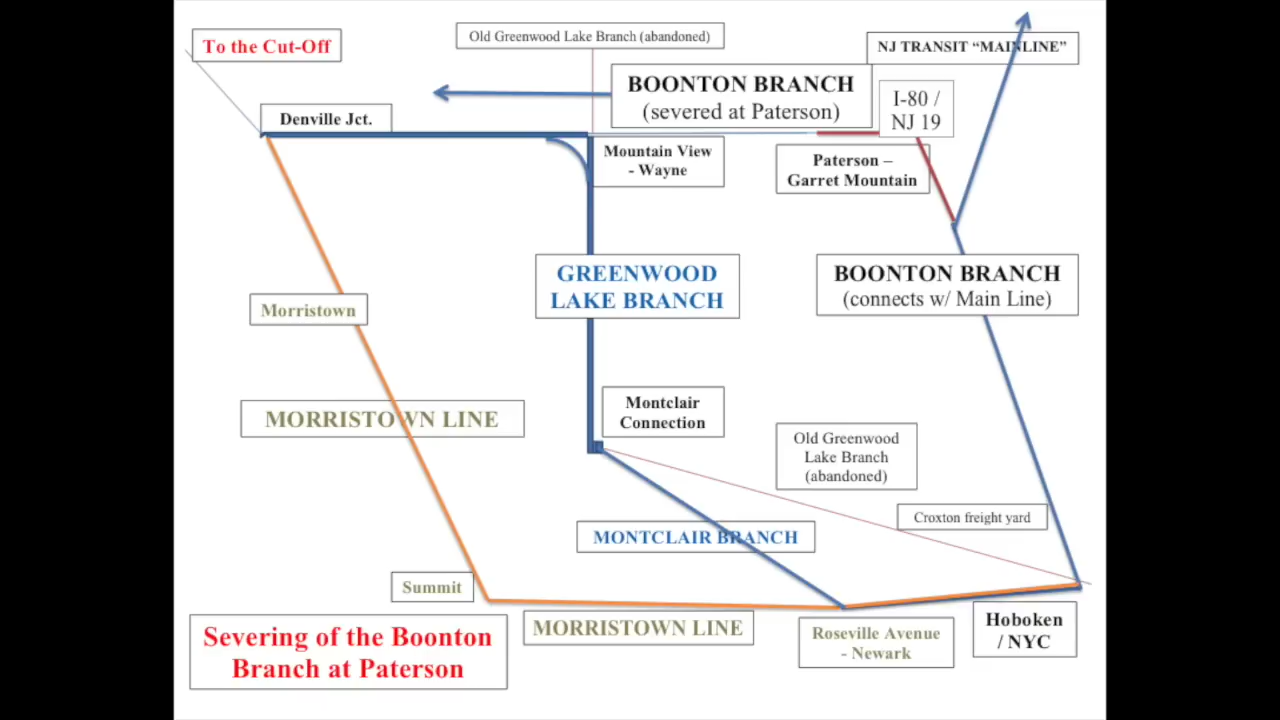 To the Cut-Off
Old Greenwood Lake Branch (abandoned)
NJ TRANSIT “MAINLINE”
BOONTON BRANCH
(severed at Paterson)
I-80 /
NJ 19
Denville Jct.
Mountain View
- Wayne
Paterson –
Garret Mountain
GREENWOOD
LAKE BRANCH
BOONTON BRANCH
(connects w/ Main Line)
Morristown
MORRISTOWN LINE
Montclair
Connection
Old Greenwood
Lake Branch
(abandoned)
Croxton freight yard
MONTCLAIR BRANCH
Summit
MORRISTOWN LINE
Roseville Avenue
- Newark
Hoboken
/ NYC
Severing of the Boonton
Branch at Paterson